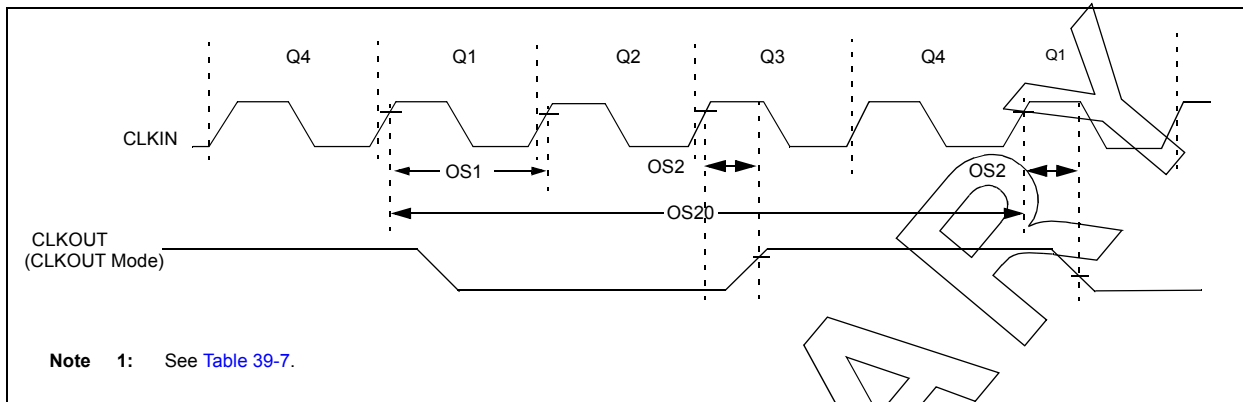 Q4 Q1 Q2 Q3 Q4 Q1
CLKIN
OS1 OS2 OS2
OS20
CLKOUT
(CLKOUT Mode)
Note 1: See Table 39-7.
A R Y